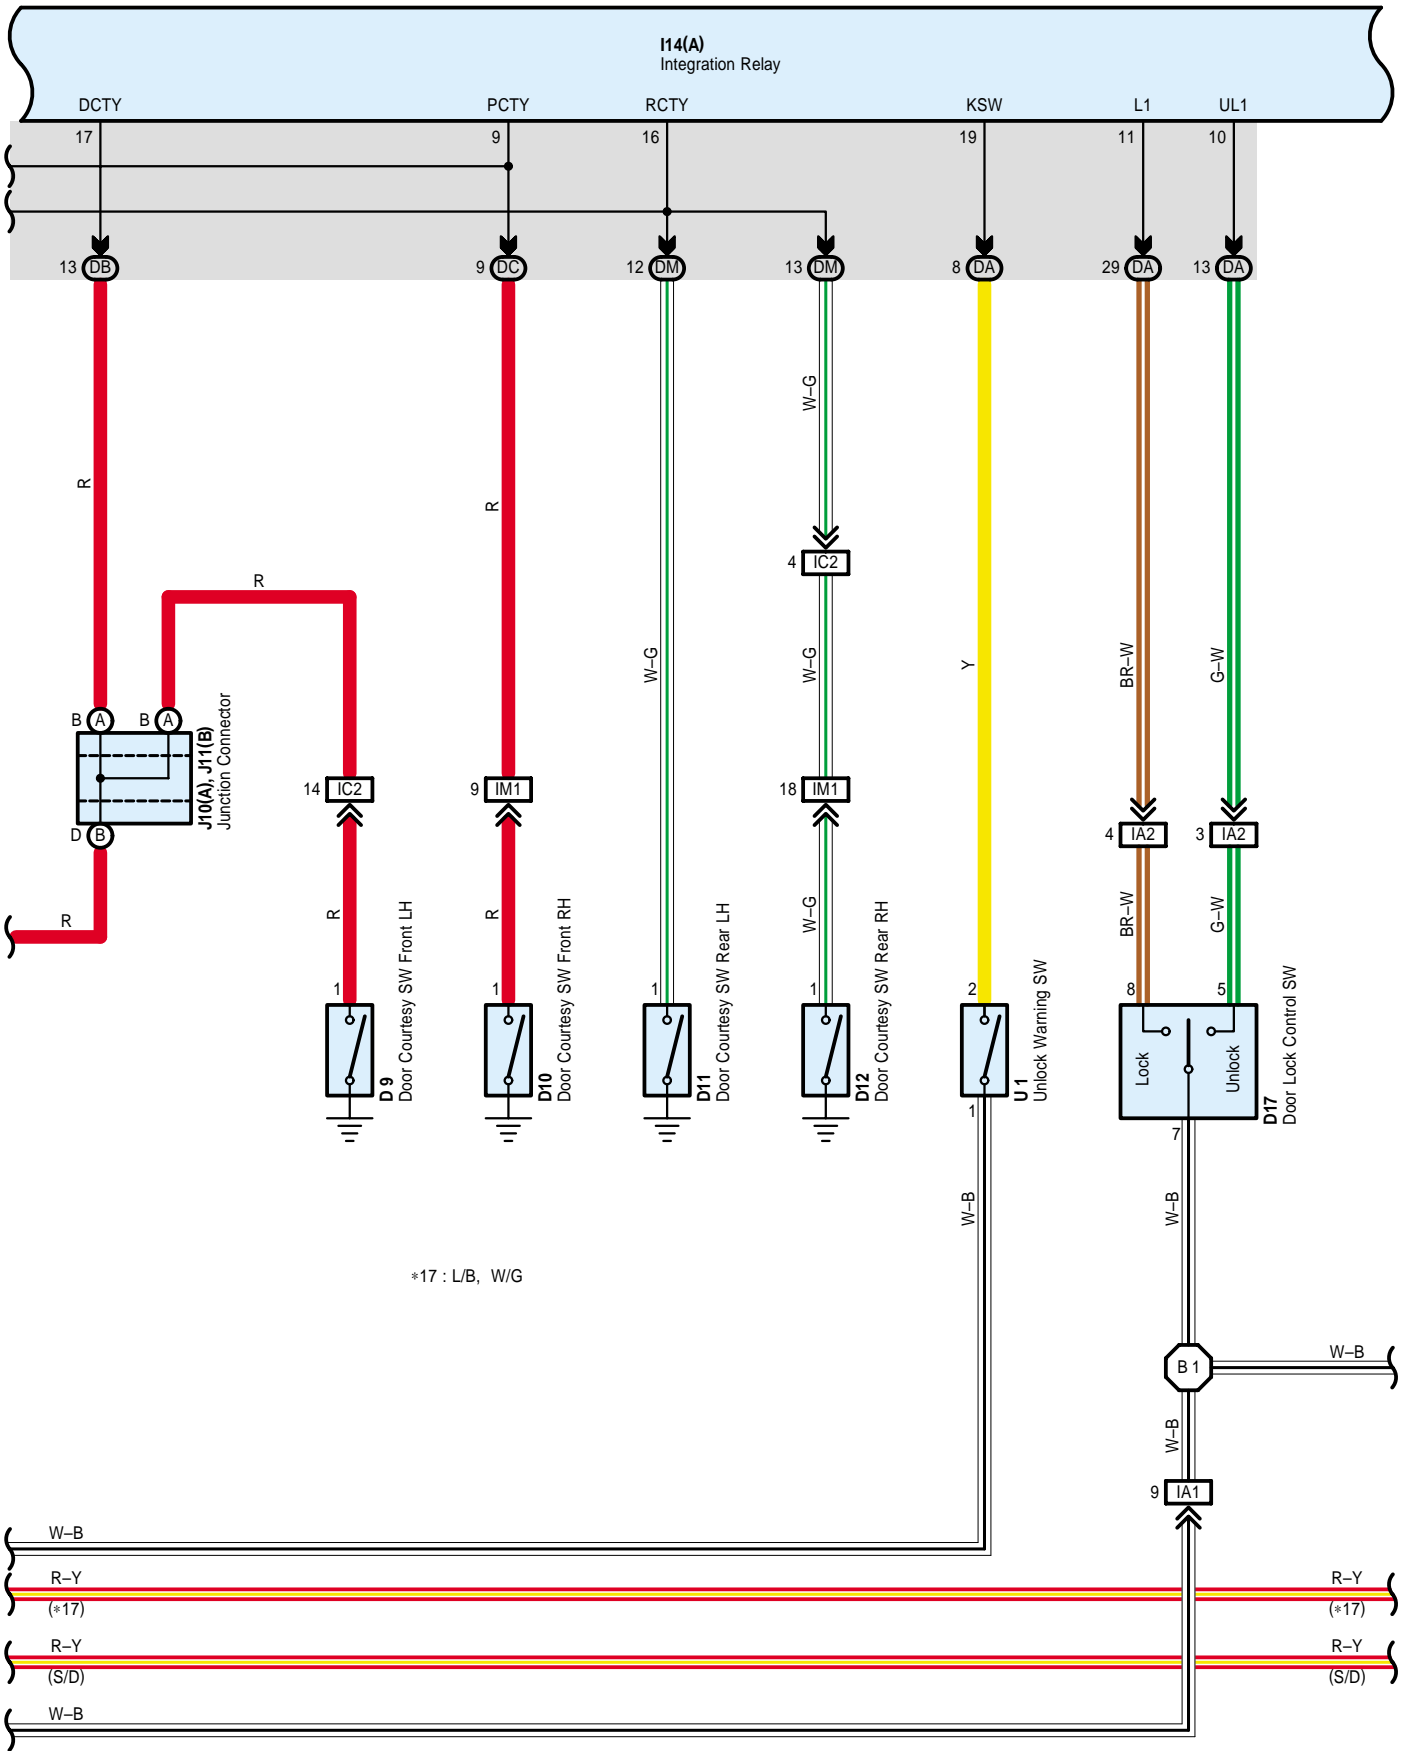 I14(A)
Integration Relay
DCTY PCTY RCTY KSW L1 UL1
17 9 16 19 11 10
13 DB 9 DC 12 DM 13 DM 8 DA 29 DA 13 DA
W–G
R
R
4 IC2
R
W–G
W–G
Y
BR–W
G–W
B A B A
J10(A), J11(B)
Junction Connector
14 IC2 9 IM1 18 IM1
D B
4 IA2 3 IA2
R
R
R
W–G
BR–W
G–W
1 1 1 1 2 8 5
D 9
Door Courtesy SW Front LH
D10
Door Courtesy SW Front RH
D11
Door Courtesy SW Rear LH
D12
Door Courtesy SW Rear RH
U 1
Unlock Warning SW
Lock
Unlock
D17
Door Lock Control SW
1
7
W–B
W–B
∗17 : L/B, W/G
B 1
W–B
W–B
9 IA1
W–B
R–Y R–Y
(∗17) (∗17)
R–Y R–Y
(S/D) (S/D)
W–B